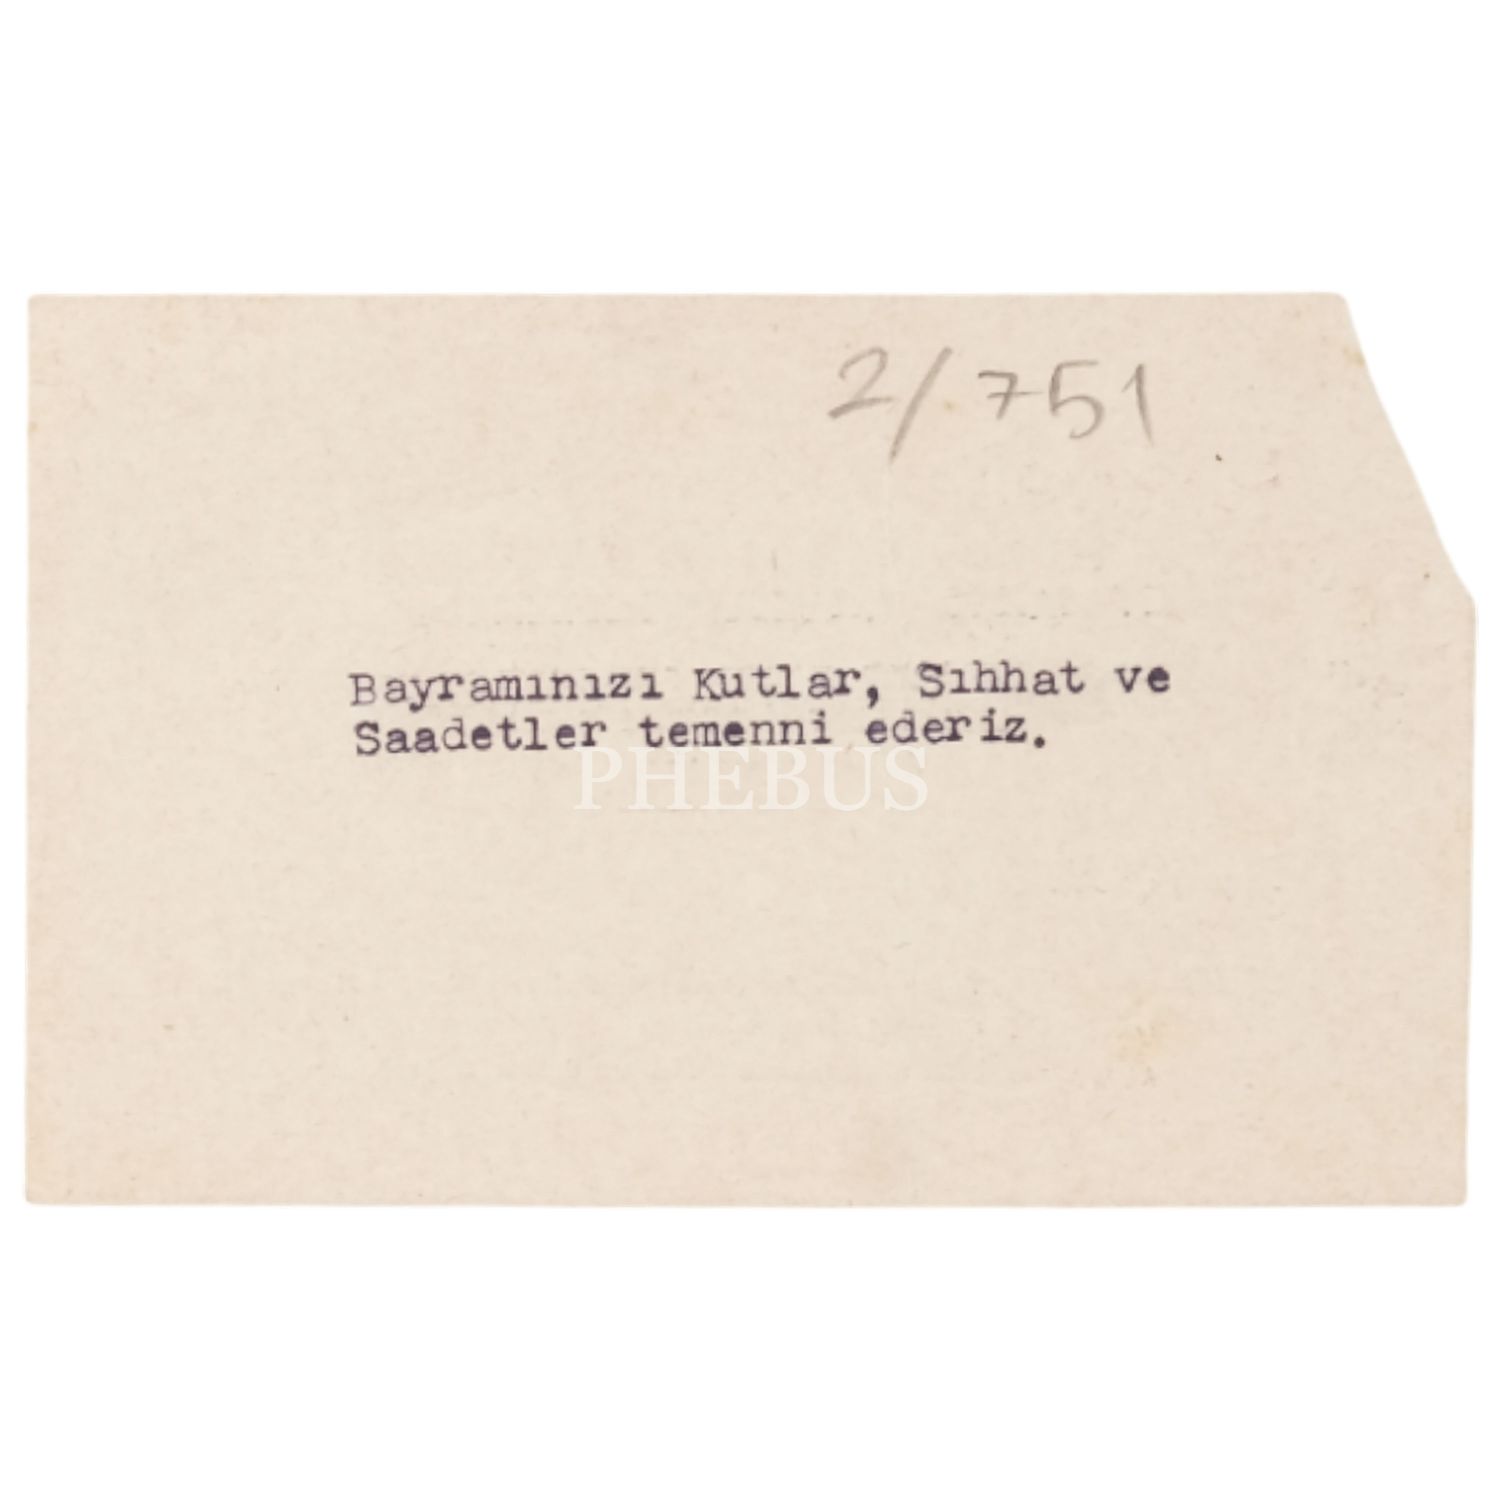 2/751
Bayramınızı Kutlar, Sıhhat ve
Saadetler temenni ederiz.
PHEBUS